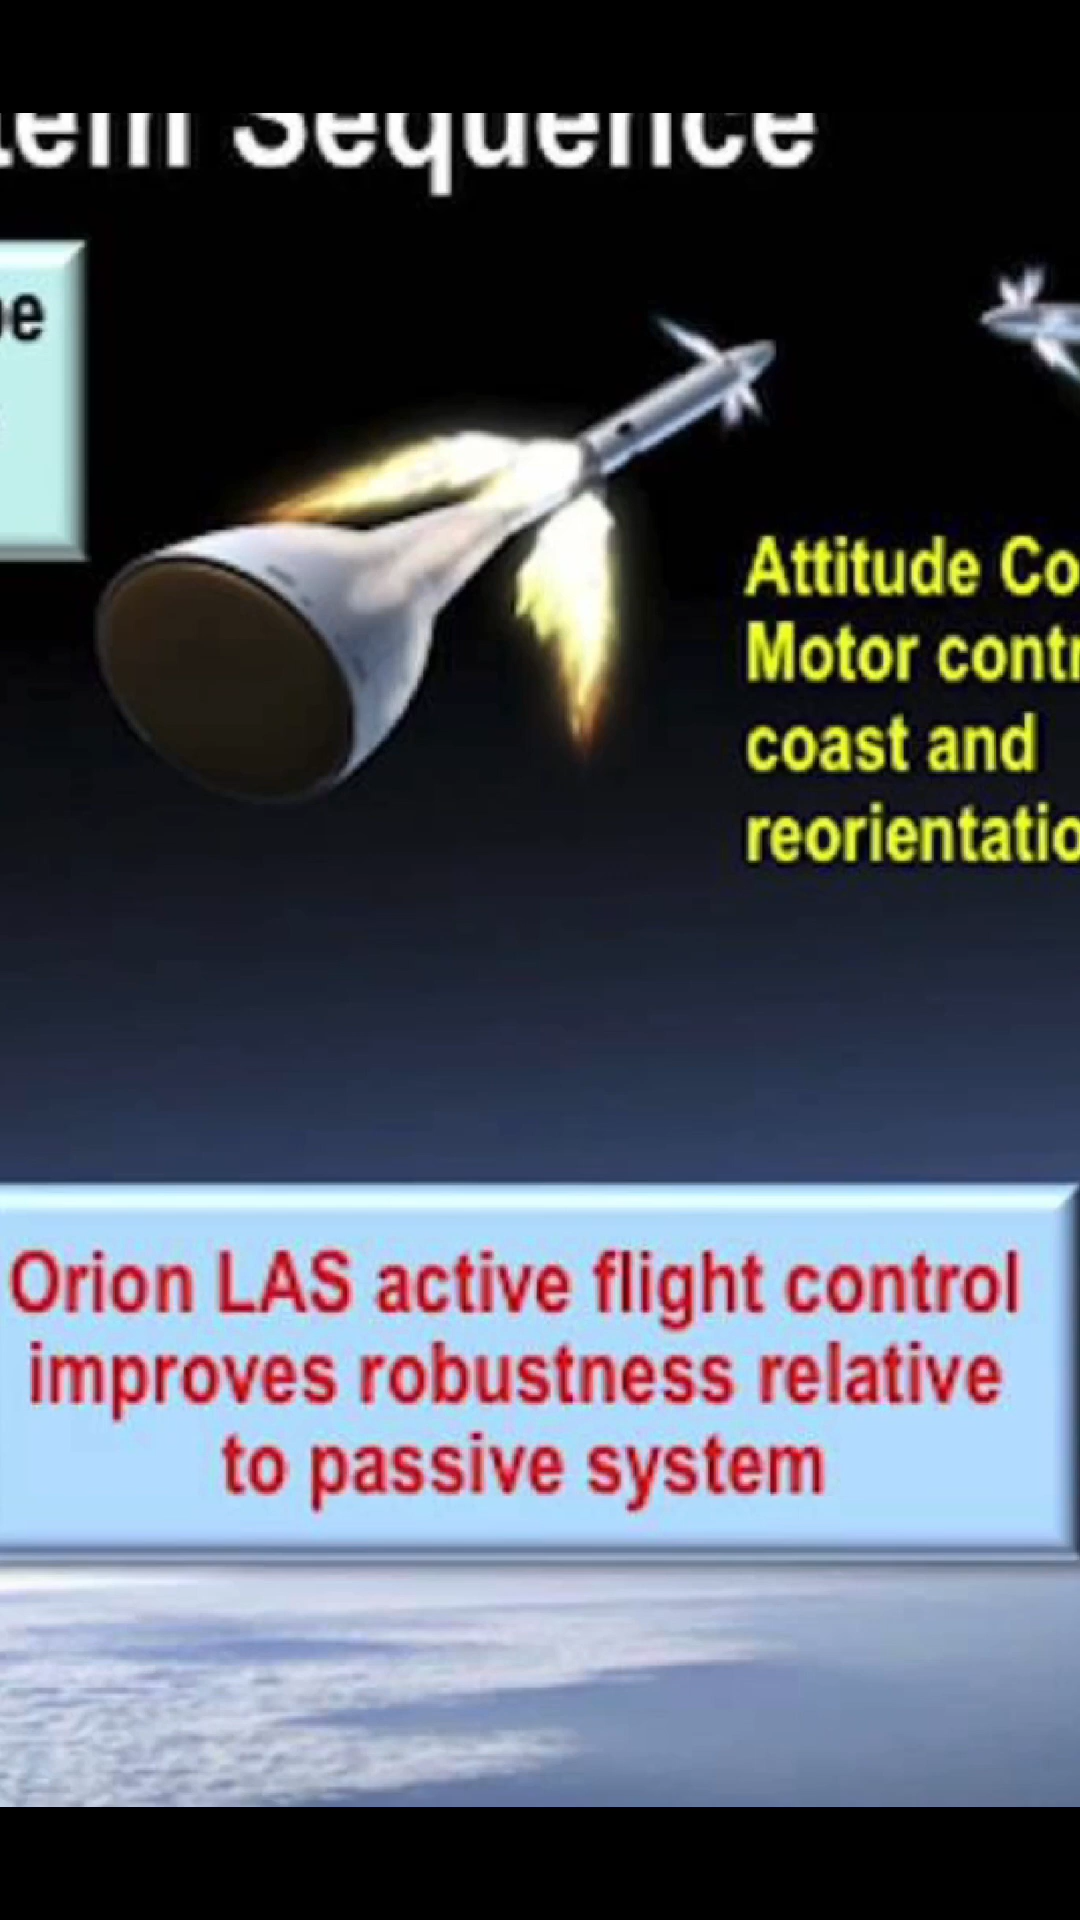 Sequence
Attitude
Motor
coast and
Orion LAS active flight control
improves robustness relative
to passive system